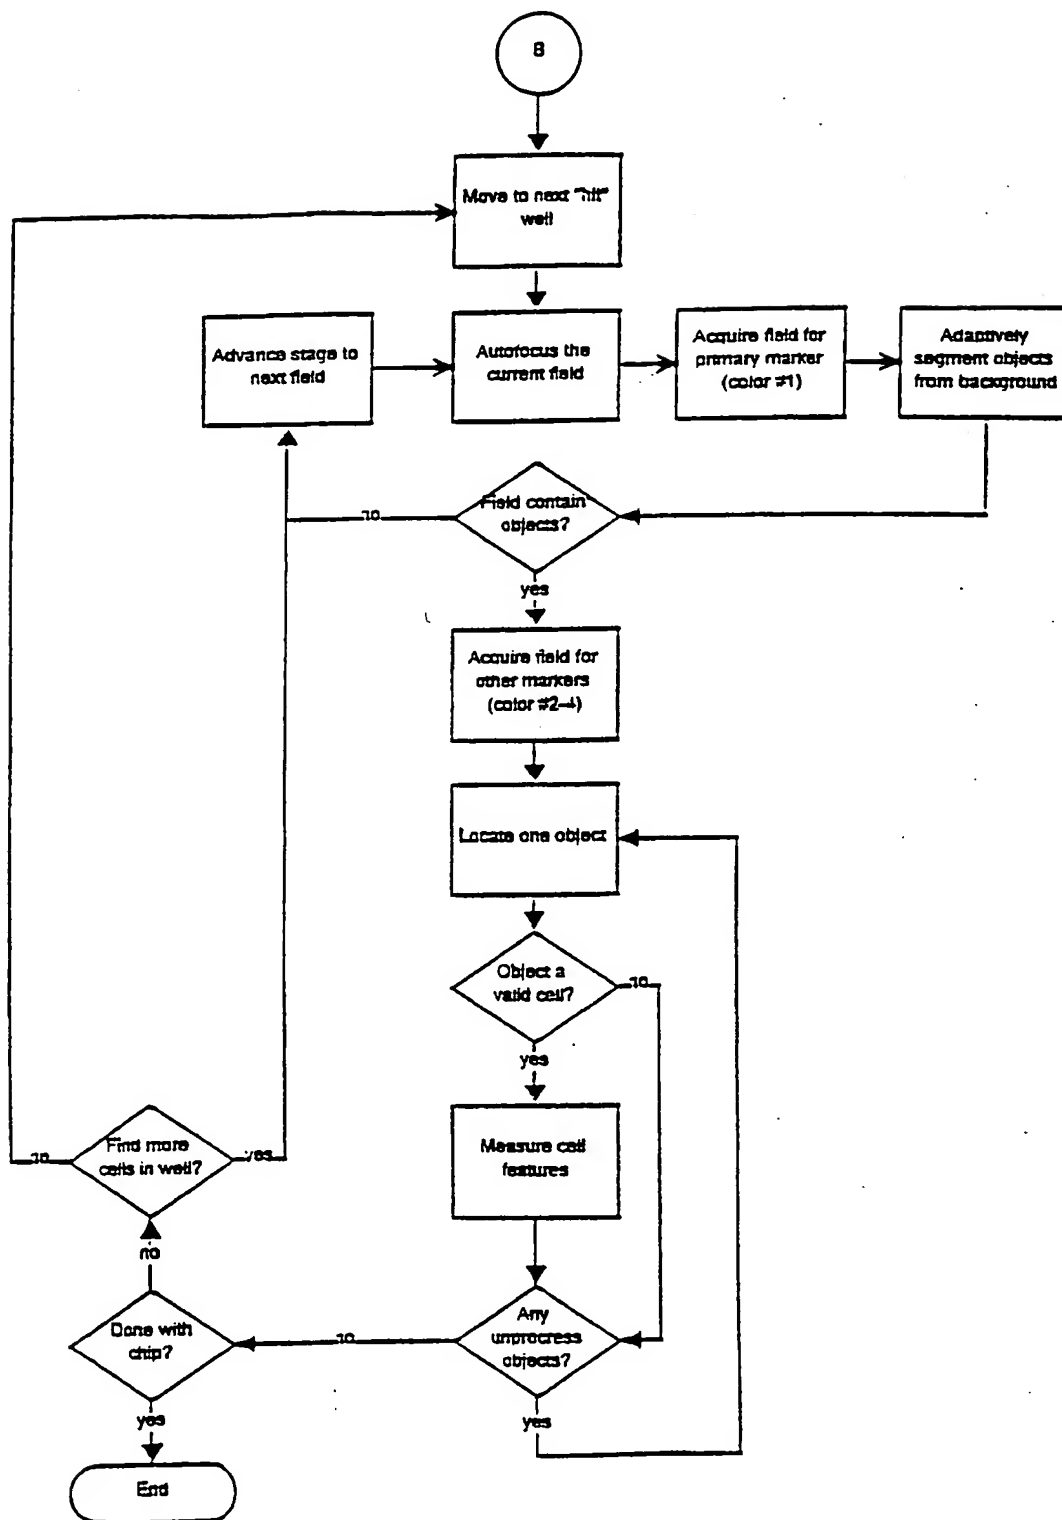 B
Move to next "hit"
well
Advance stage to
next field
Autofocus the
current field
Acquire field for
primary marker
(color #1)
Adaptively
segment objects
from background
Field contain
objects?
no
yes
Acquire field for
other markers
(color #2-4)
Locate one object
Object a
valid cell?
no
yes
Measure cell
features
Find more
cells in well?
no
yes
no
Done with
chip?
no
Any
unprocess
objects?
yes
yes
End